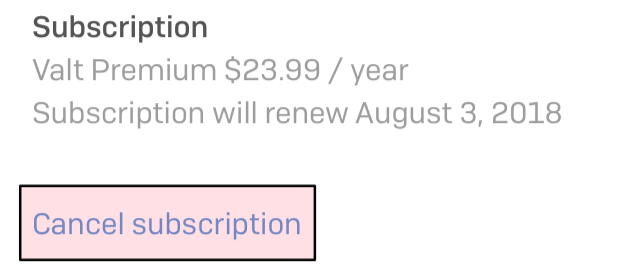 Subscription
Valt Premium $23.99 / year
Subscription will renew August 3, 2018
Cancel subscription